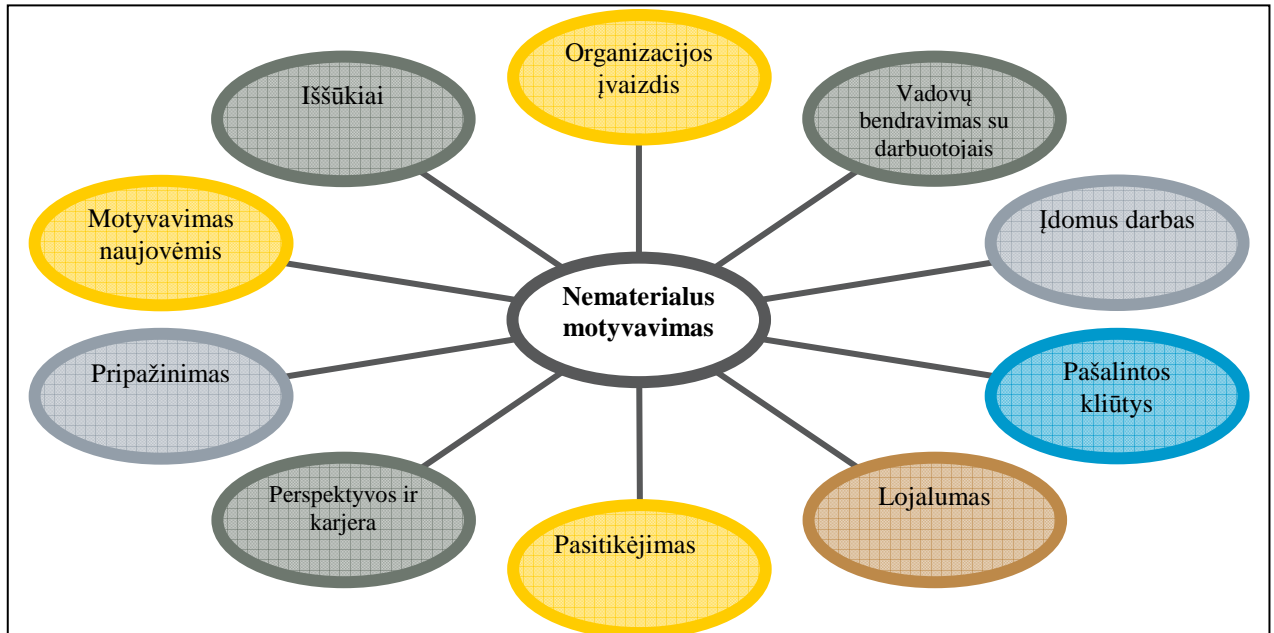 Organizacijos
įvaizdis
Iššūkiai
Vadovų
bendravimas su
darbuotojais
Motyvavimas
naujovėmis
Įdomus darbas
Nematerialus
motyvavimas
Pripažinimas
Pašalintos
kliūtys
Perspektyvos ir
karjera
Lojalumas
Pasitikėjimas